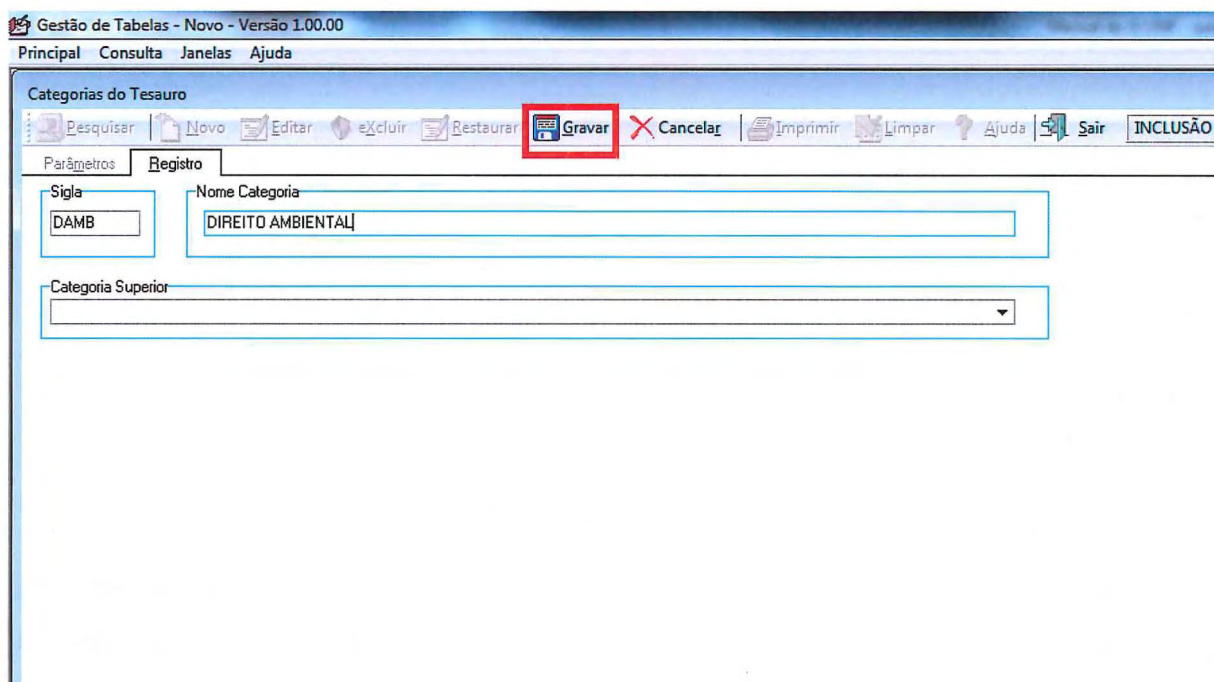 Gestão de Tabelas - Novo - Versão 1.00.00
Principal Consulta Janelas Ajuda
Categorias do Tesauro
Pesquisar Novo Editar eXcluir Restaurar Gravar Cancelar Imprimir Limpar Ajuda Sair INCLUSÃO
Parâmetros Registro
Sigla Nome Categoria
DAMB DIREITO AMBIENTAL
Categoria Superior